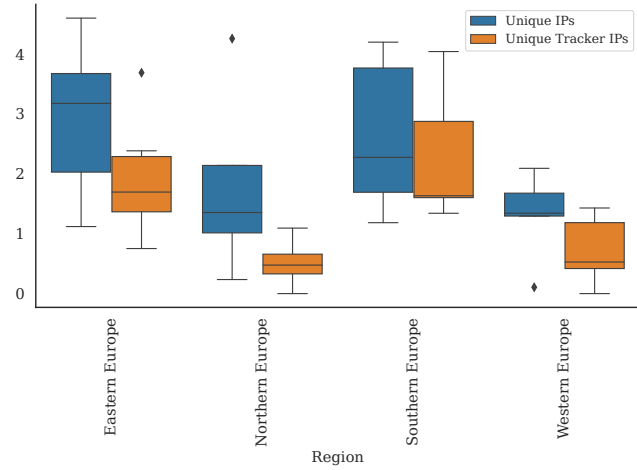 Unique IPs
Unique Tracker IPs
4
3
2
1
0
Eastern Europe
Northern Europe
Southern Europe
Western Europe
Region